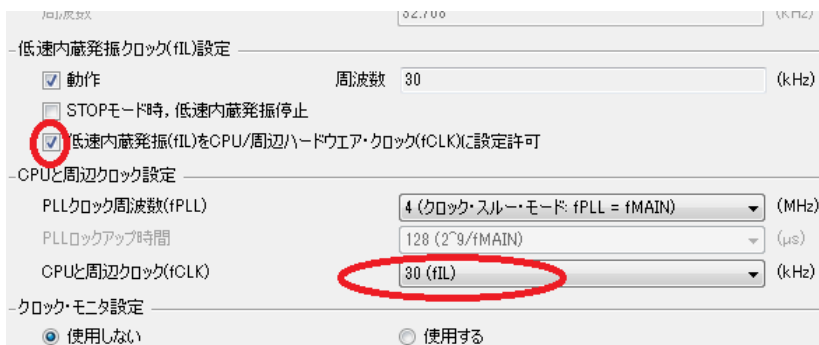 周波数 32.768 (kHz)
低速内蔵発振クロック(fIL)設定
動作 周波数 30 (kHz)
STOPモード時, 低速内蔵発振停止
低速内蔵発振(fIL)をCPU/周辺ハードウエア・クロック(fCLK)に設定許可
CPUと周辺クロック設定
PLLクロック周波数(fPLL) 4 (クロック・スルー・モード: fPLL = fMAIN) (MHz)
PLLロックアップ時間 128 (2^9/fMAIN) (μs)
CPUと周辺クロック(fCLK) 30 (fIL) (kHz)
クロック・モニタ設定
使用しない 使用する